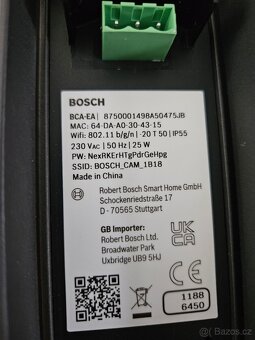 BOSCH
BCA-EA | 8750001498A50475JB
MAC: 64-DA-A0-30-43-15
Wifi: 802.11 b/g/n | -20 T50 | IP55
230 VAC | 50 Hz | 25 W
PW: NexRKErHTgPdrGeHpg
SSID: BOSCH_CAM_1B18
Made in China
Robert Bosch Smart Home GmbH
Schockenriedstraße 17
D - 70565 Stuttgart
GB Importer:
Robert Bosch Ltd.
Broadwater Park
Uxbridge UB9 5HJ
UK CA
CE
1188
6450
sbazar.cz